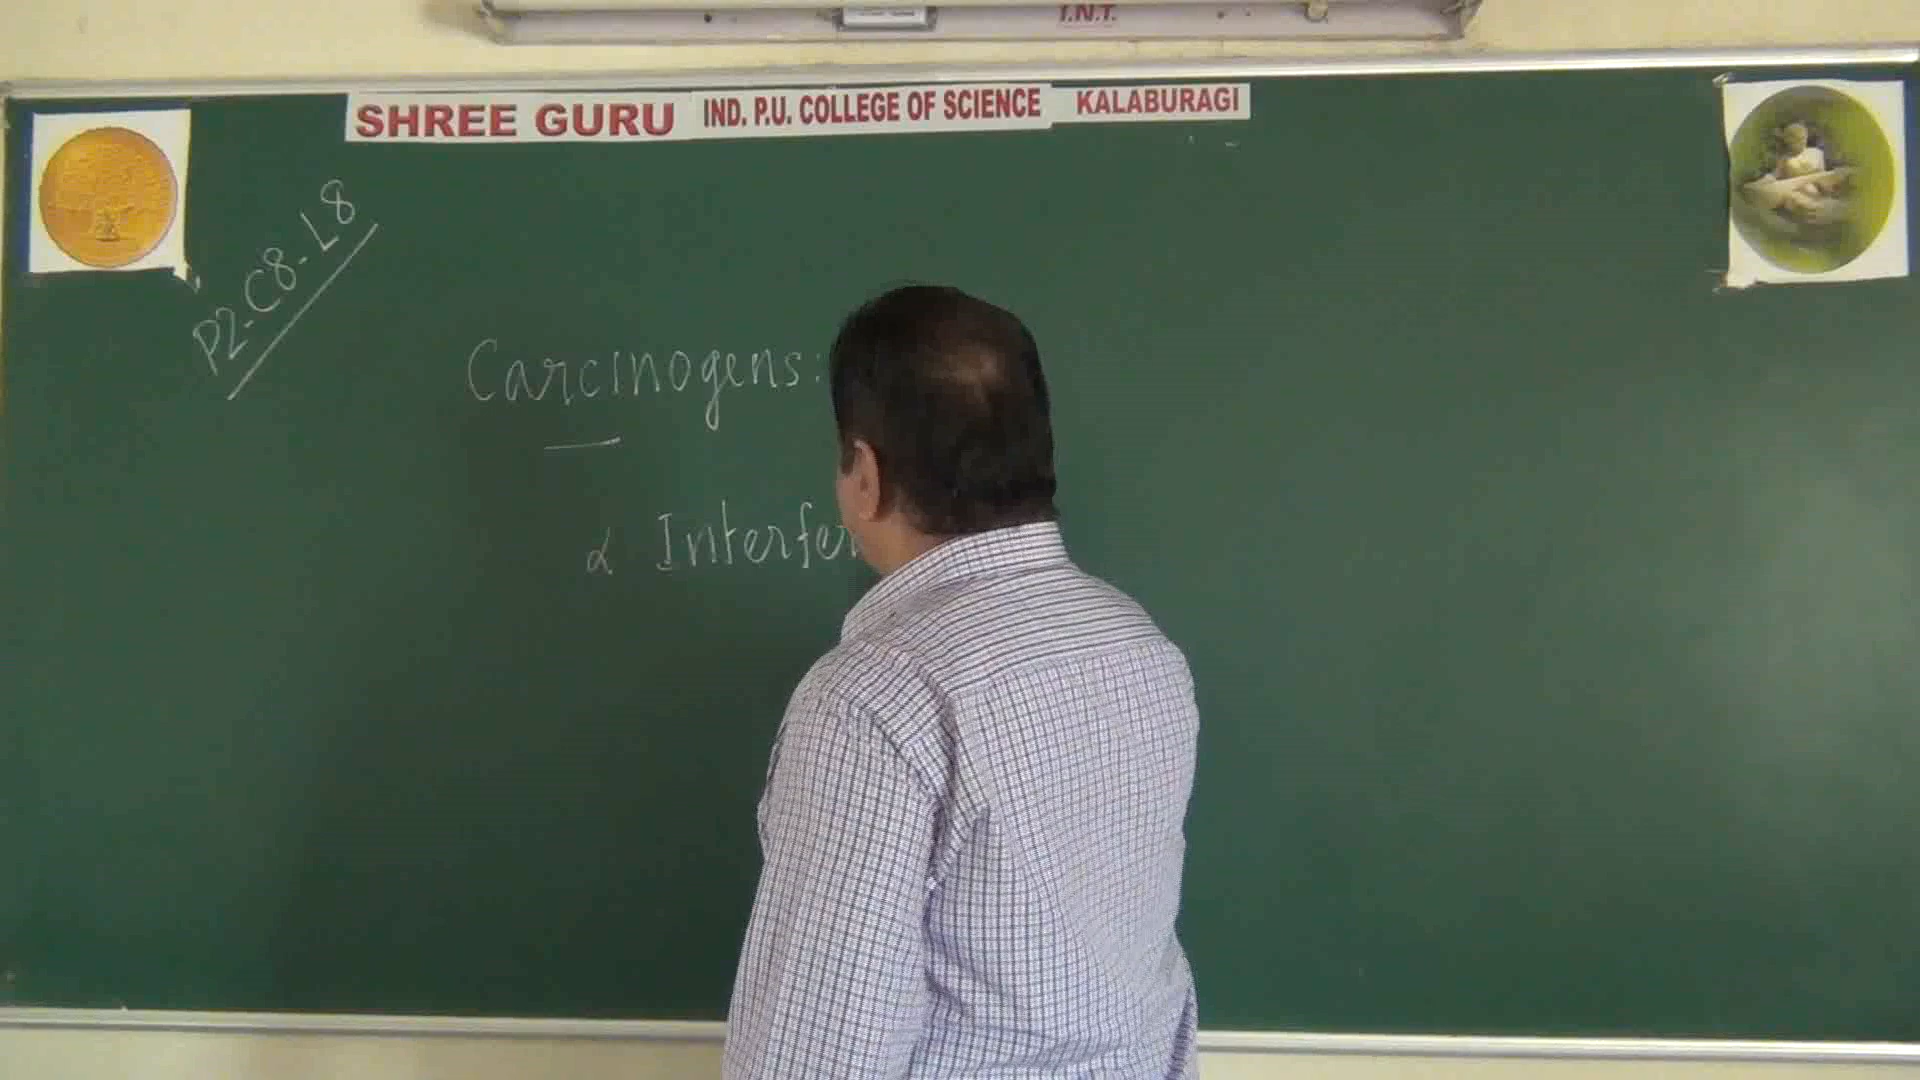 I.N.T.
SHREE GURU IND. P.U. COLLEGE OF SCIENCE KALABURAGI
P2-C8-L8
Carcinogens:
α Interfer